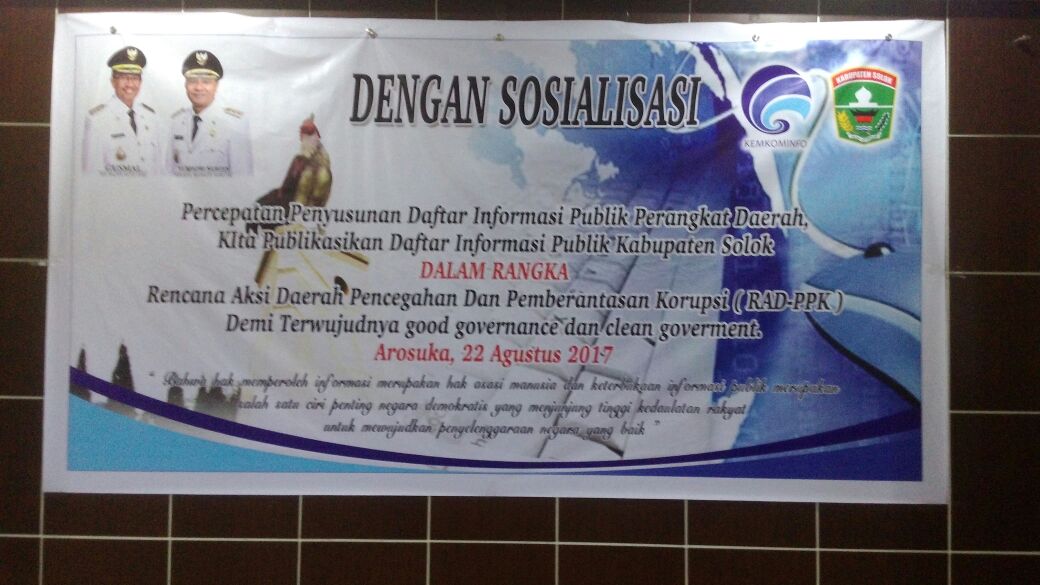 DENGAN SOSIALISASI
KEMKOMINFO
KABUPATEN SOLOK
GUSMAL
Percepatan Penyusunan Daftar Informasi Publik Perangkat Daerah,
KIta Publikasikan Daftar Informasi Publik Kabupaten Solok
DALAM RANGKA
Rencana Aksi Daerah Pencegahan Dan Pemberantasan Korupsi ( RAD-PPK )
Demi Terwujudnya good governance dan clean goverment.
Arosuka, 22 Agustus 2017
" Bahwa hak memperoleh informasi merupakan hak asasi manusia dan keterbukaan informasi publik merupakan
salah satu ciri penting negara demokratis yang menjunjung tinggi kedaulatan rakyat
untuk mewujudkan penyelenggaraan negara yang baik "